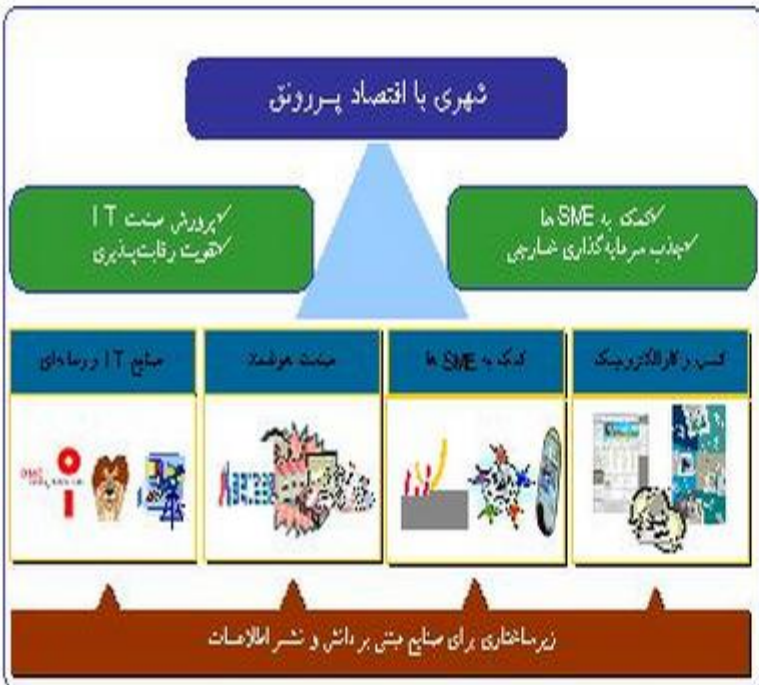 شهری با اقتصاد پررونق
✓کمک به SME ها
✓جذب سرمایه‌گذاری خارجی
✓پرورش صنعت IT
✓تقویت رقابت‌پذیری
کسب و کار الکترونیک
کمک به SME ها
صنعت هوشمند
صنایع IT و رسانه‌ای
زیرساختاری برای صنایع مبتنی بر دانش و نشر اطلاعات